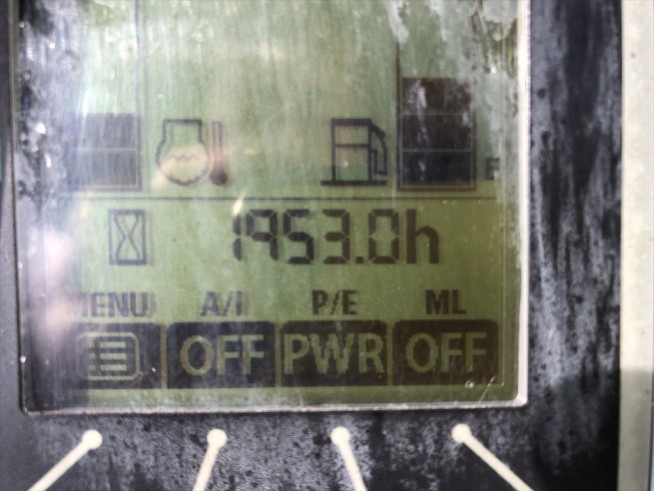 1953.0h
MENU A/I P/E ML
OFF PWR OFF